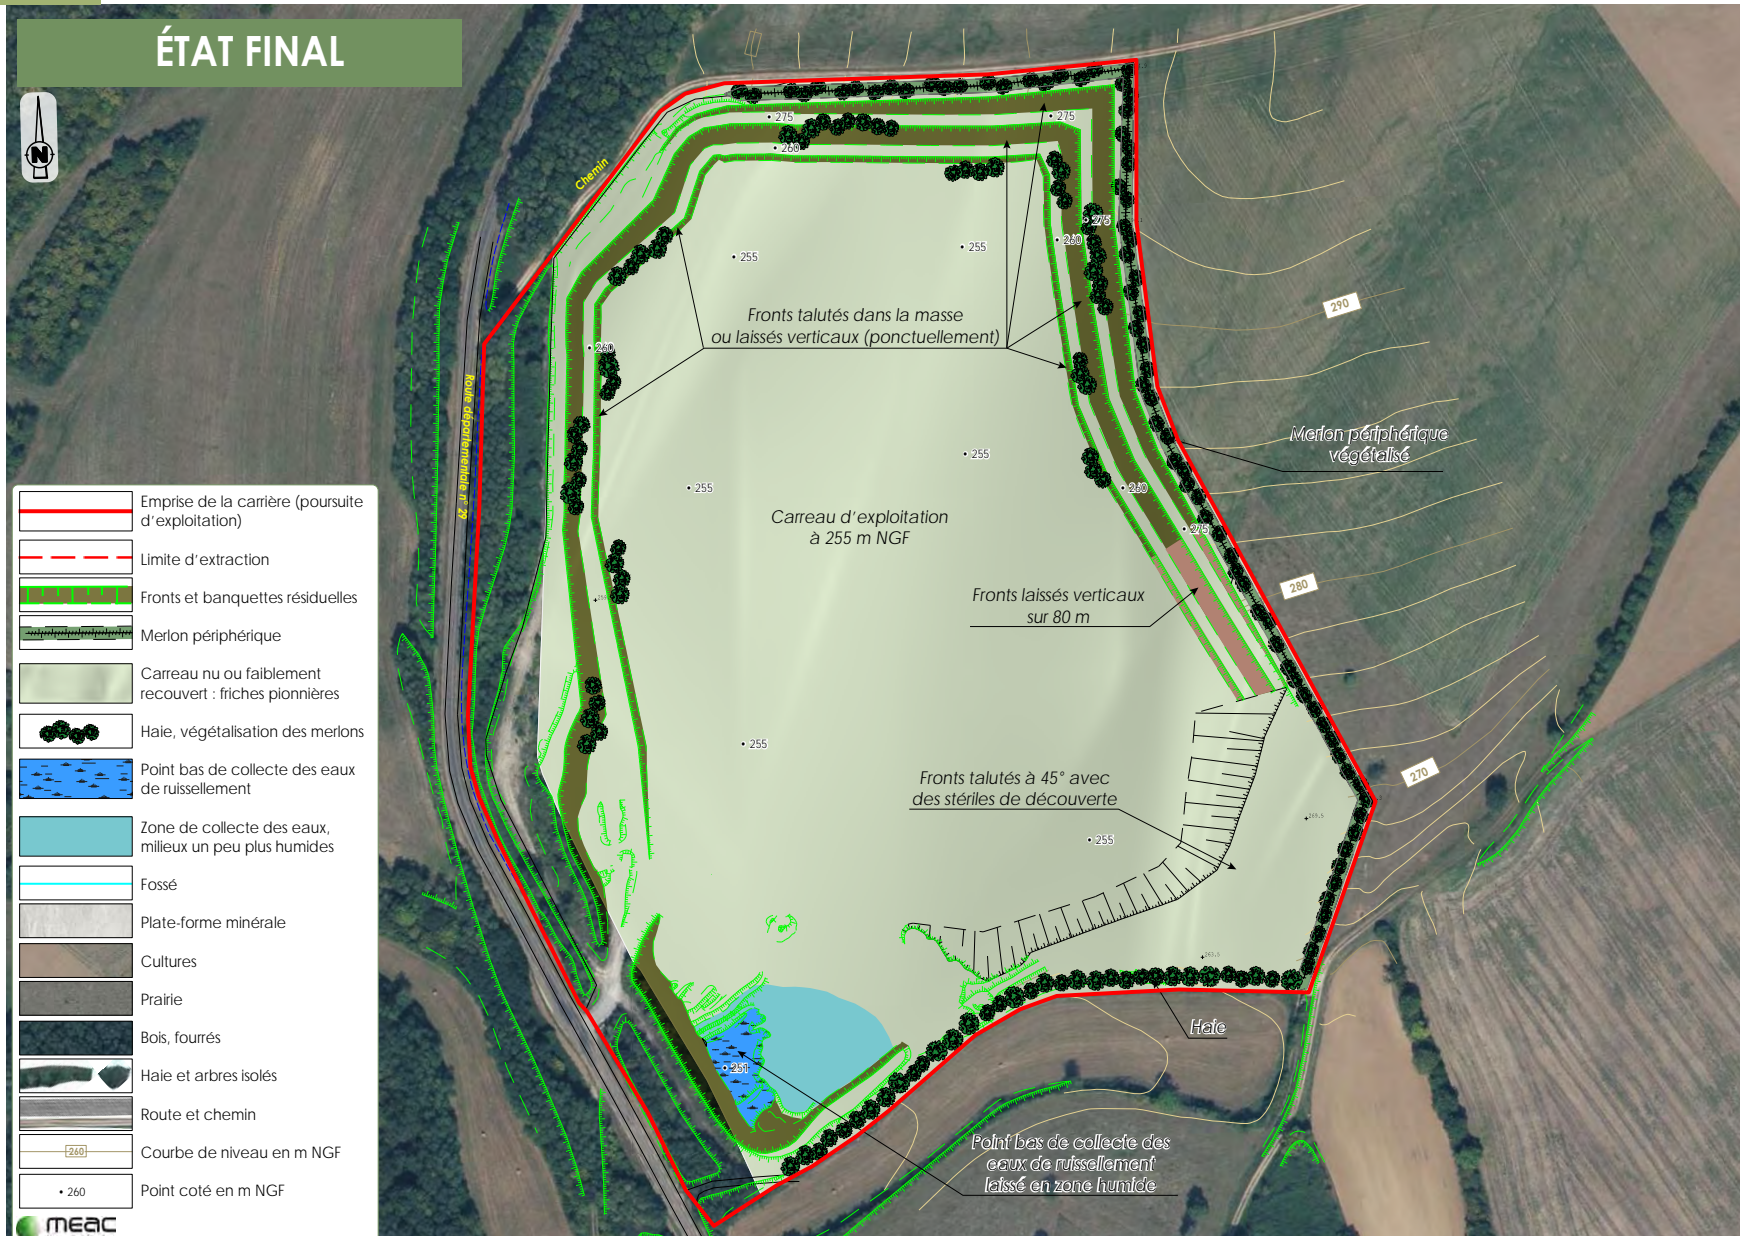 ÉTAT FINAL
N
Chemin
Route départementale n° 29
275
275
260
275
260
255
255
290
Fronts talutés dans la masse
ou laissés verticaux (ponctuellement)
260
Merlon périphérique
végétalisé
255
255
260
Carreau d'exploitation
à 255 m NGF
275
280
Fronts laissés verticaux
sur 80 m
255
270
Fronts talutés à 45° avec
des stériles de découverte
269.5
255
263.5
Haie
251
Point bas de collecte des
eaux de ruissellement
laissé en zone humide
Emprise de la carrière (poursuite
d'exploitation)
Limite d'extraction
Fronts et banquettes résiduelles
Merlon périphérique
Carreau nu ou faiblement
recouvert : friches pionnières
Haie, végétalisation des merlons
Point bas de collecte des eaux
de ruissellement
Zone de collecte des eaux,
milieux un peu plus humides
Fossé
Plate-forme minérale
Cultures
Prairie
Bois, fourrés
Haie et arbres isolés
Route et chemin
260
Courbe de niveau en m NGF
260
Point coté en m NGF
meac